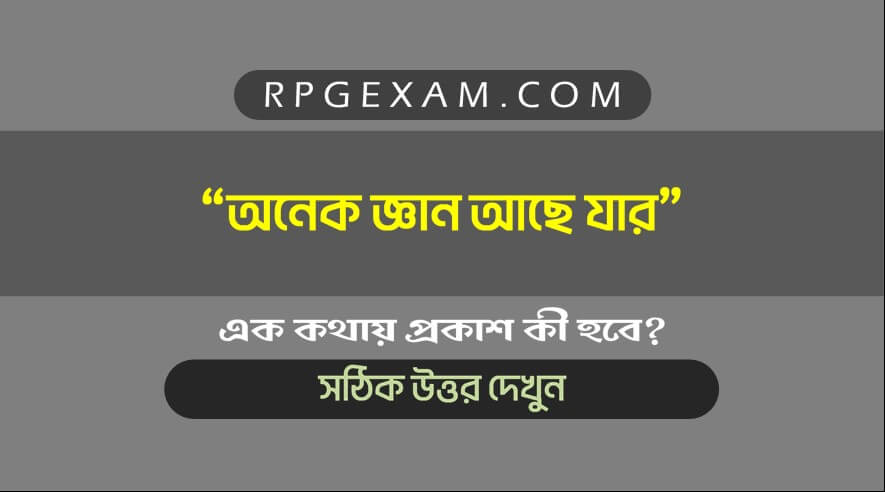 RPGEXAM.COM
“অনেক জ্ঞান আছে যার”
এক কথায় প্রকাশ কী হবে?
সঠিক উত্তর দেখুন